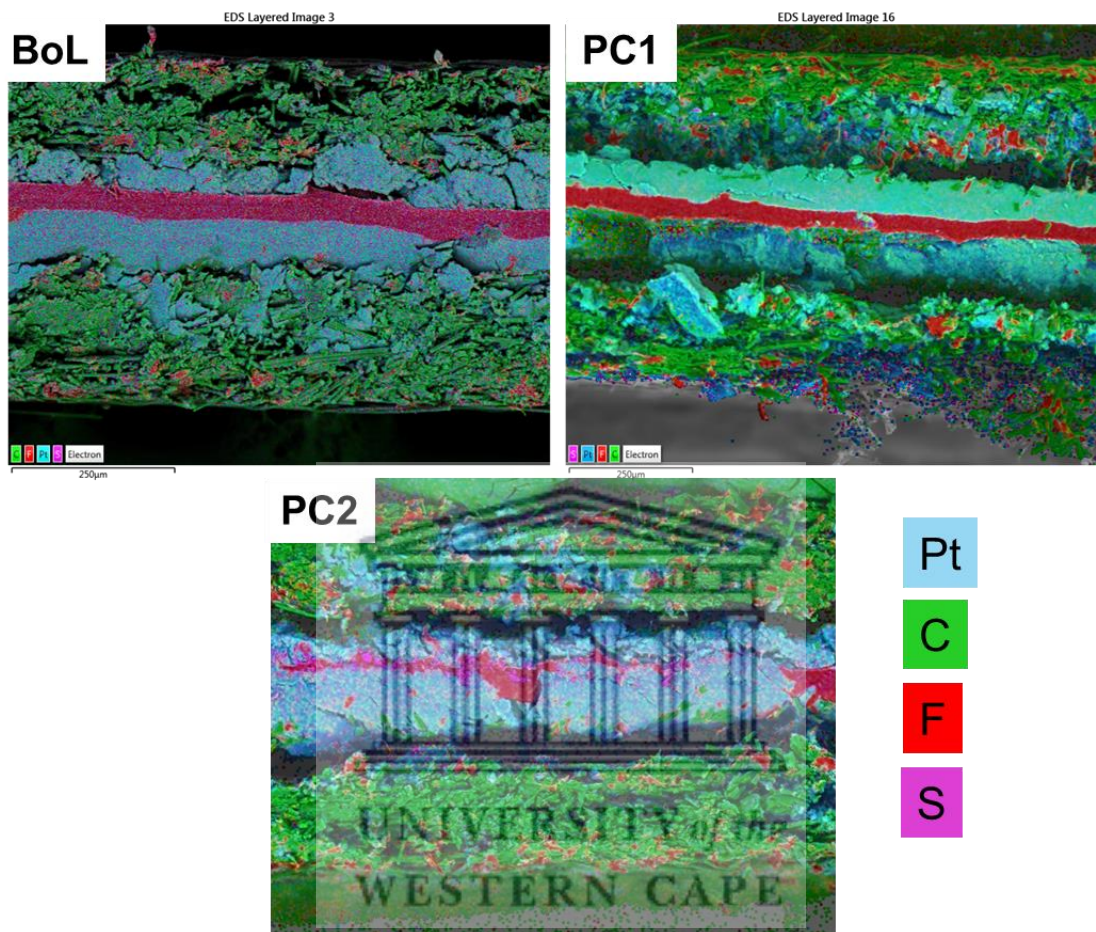 EDS Layered Image 3
BoL
C F Pt S Electron
250μm
EDS Layered Image 16
PC1
S Pt F C Electron
250μm
PC2
UNIVERSITY of the
WESTERN CAPE
Pt
C
F
S